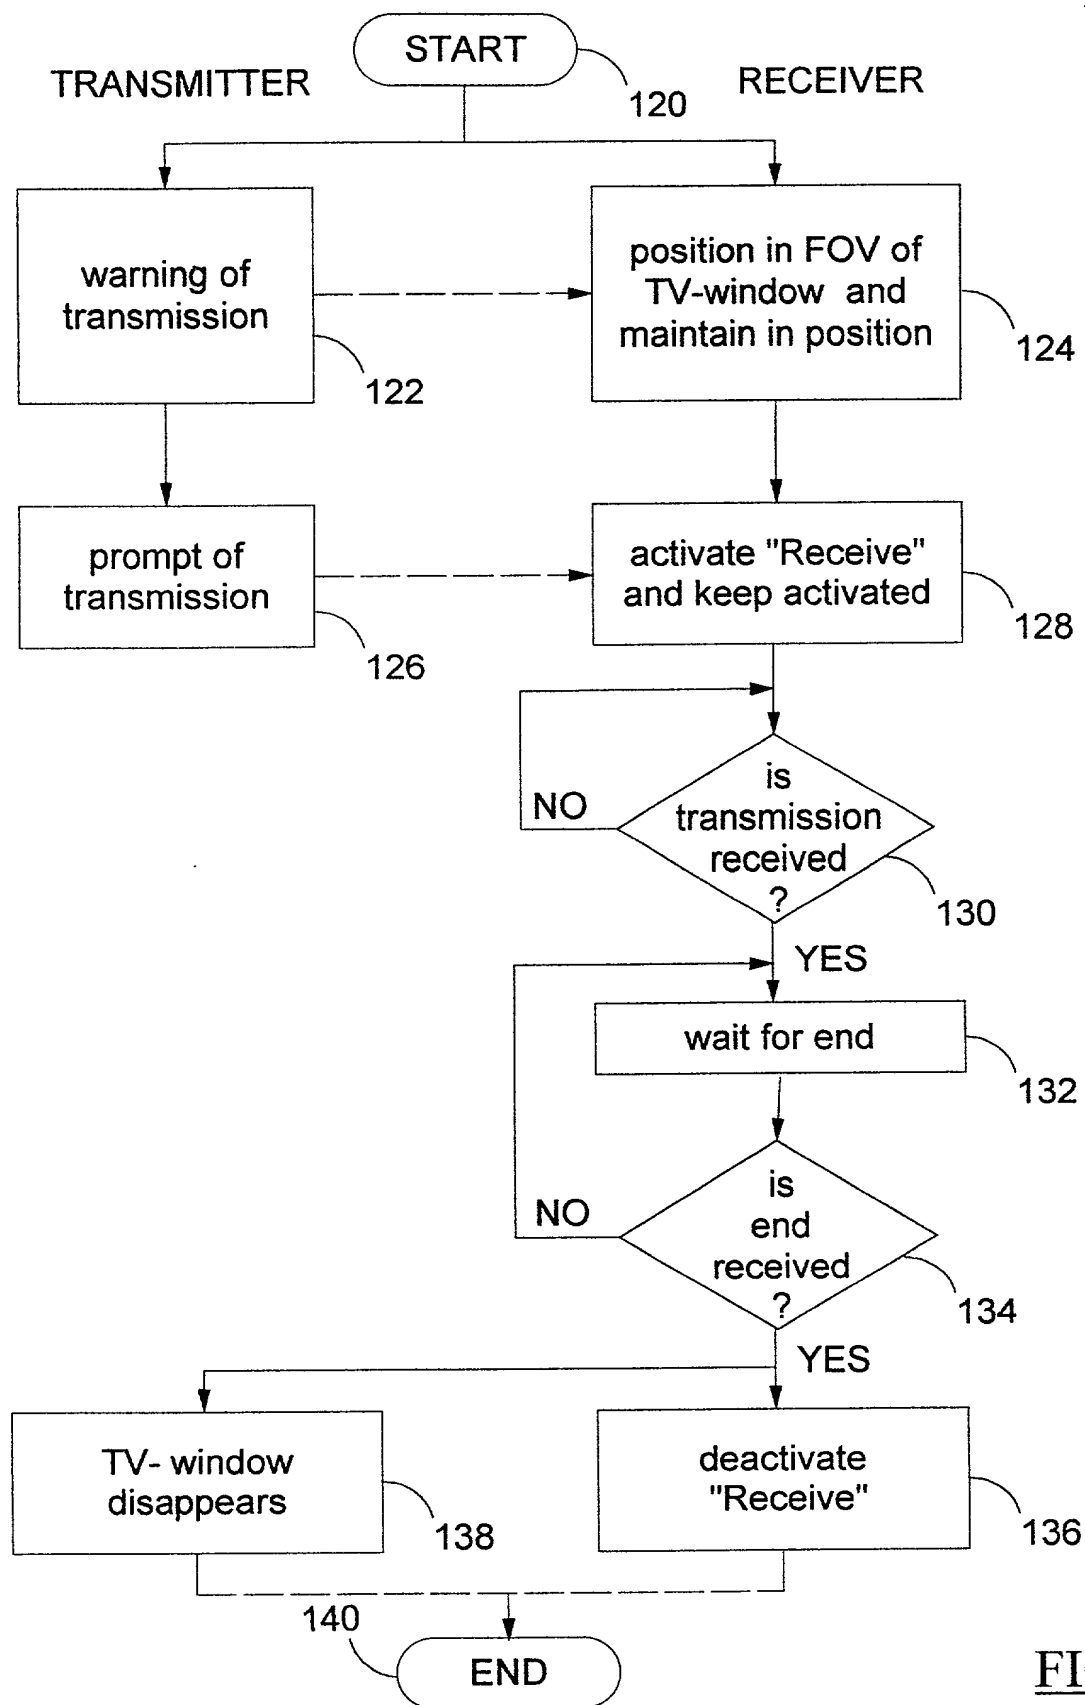 START
TRANSMITTER
RECEIVER
120
warning of
transmission
122
position in FOV of
TV-window and
maintain in position
124
prompt of
transmission
126
activate "Receive"
and keep activated
128
NO
is
transmission
received
?
130
YES
wait for end
132
NO
is
end
received
?
134
YES
TV- window
disappears
138
deactivate
"Receive"
136
140
END